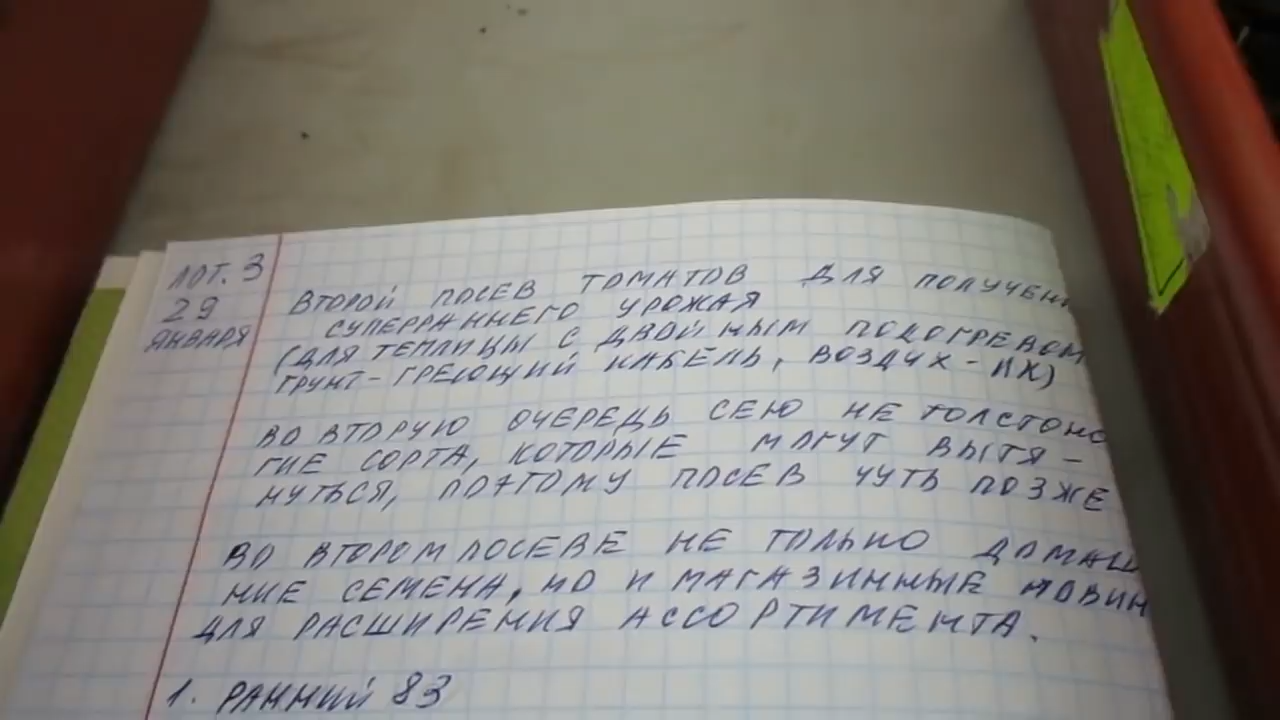 ЛОТ. 3
29
ЯНВАРЯ
ВТОРОЙ ПОСЕВ ТОМАТОВ ДЛЯ ПОЛУЧЕН
СУПЕРРАННЕГО УРОЖАЯ
(ДЛЯ ТЕПЛИЦЫ С ДВОЙНЫМ ПОДОГРЕВОМ
ГРУНТ-ГРЕЮЩИЙ КАБЕЛЬ, ВОЗДУХ - ИК)
ВО ВТОРУЮ ОЧЕРЕДЬ СЕЮ НЕ ТОЛСТОНО
ГИЕ СОРТА, КОТОРЫЕ МОГУТ ВЫТЯ-
НУТЬСЯ, ПОЭТОМУ ПОСЕВ ЧУТЬ ПОЗЖЕ
ВО ВТОРОМ ПОСЕВЕ НЕ ТОЛЬКО ДОМАШ
НИЕ СЕМЕНА, НО И МАГАЗИННЫЕ НОВИН
ДЛЯ РАСШИРЕНИЯ АССОРТИМЕНТА.
1. РАННИЙ 83